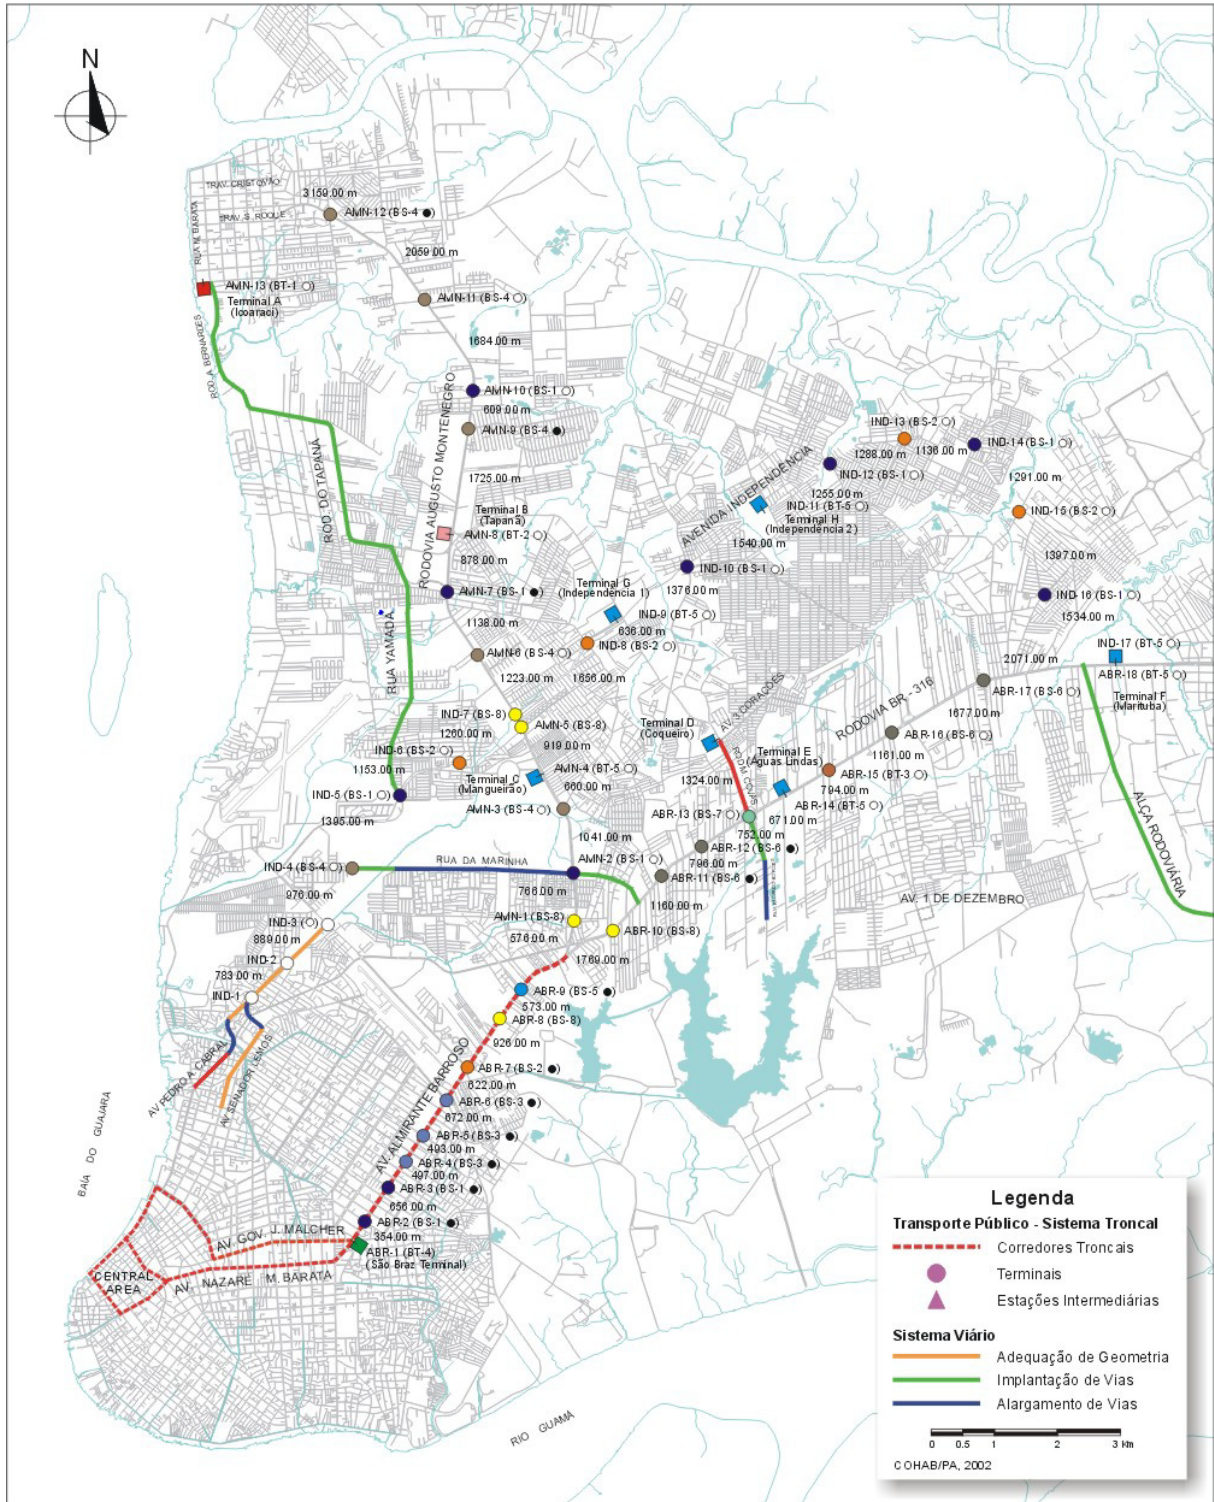 N
TRAV. CRISTOVÃO
3159.00 m
TRAV. S. ROQUE
AMN-12 (BS-4 ●)
RUA M. BARATA
2059.00 m
AMN-13 (BT-1 ○)
Terminal A
(Icoaraci)
AMN-11 (BS-4 ○)
ROD. A. BERNARDES
1684.00 m
AMN-10 (BS-1 ○)
609.00 m
AMN-9 (BS-4 ●)
RODOVIA AUGUSTO MONTENEGRO
ROD. DO TAPANÃ
1725.00 m
IND-13 (BS-2 ○)
1288.00 m
1136.00 m
IND-14 (BS-1 ○)
IND-12 (BS-1 ○)
1291.00 m
AVENIDA INDEPENDENCIA
1255.00 m
IND-11 (BT-5 ○)
Terminal H
(Independência 2)
IND-15 (BS-2 ○)
Terminal B
(Tapanã)
AMN-8 (BT-2 ○)
1540.00 m
878.00 m
1397.00 m
IND-10 (BS-1 ○)
Terminal G
(Independência 1)
1376.00 m
AMN-7 (BS-1 ●)
IND-16 (BS-1 ○)
1534.00 m
IND-9 (BT-5 ○)
1138.00 m
636.00 m
RUA YAMADA
IND-8 (BS-2 ○)
AMN-6 (BS-4 ○)
IND-17 (BT-5 ○)
2071.00 m
1223.00 m
1656.00 m
ABR-18 (BT-5 ○)
Terminal F
(Marituba)
AV. 3 CORAÇÕES
ABR-17 (BS-6 ○)
RODOVIA BR - 316
1677.00 m
IND-7 (BS-8)
AMN-5 (BS-8)
1260.00 m
Terminal D
(Coqueiro)
ABR-16 (BS-6 ○)
919.00 m
IND-6 (BS-2 ○)
1161.00 m
Terminal E
(Águas Lindas)
1153.00 m
Terminal C
(Mangueirão)
AMN-4 (BT-5 ○)
ABR-15 (BT-3 ○)
1324.00 m
ROD. M. COVAS
660.00 m
794.00 m
IND-5 (BS-1 ○)
AMN-3 (BS-4 ○)
ABR-14 (BT-5 ○)
ABR-13 (BS-7 ○)
671.00 m
1395.00 m
1041.00 m
752.00 m
ABR-12 (BS-6 ●)
ALÇA RODOVIÁRIA
RUA DA MARINHA
AMN-2 (BS-1 ○)
796.00 m
IND-4 (BS-4 ○)
ABR-11 (BS-6 ●)
976.00 m
766.00 m
AV. 1 DE DEZEMBRO
1160.00 m
IND-3 (○)
AMN-1 (BS-8)
889.00 m
576.00 m
ABR-10 (BS-8)
1769.00 m
IND-2
783.00 m
IND-1
ABR-9 (BS-5 ●)
573.00 m
ABR-8 (BS-8)
AV PEDRO A. CABRAL
AV SENADOR LEMOS
926.00 m
AV. ALMIRANTE BARROSO
ABR-7 (BS-2 ●)
622.00 m
ABR-6 (BS-3 ●)
672.00 m
ABR-5 (BS-3 ●)
493.00 m
ABR-4 (BS-3 ●)
497.00 m
BAÍA DO GUAJARÁ
ABR-3 (BS-1 ●)
656.00 m
ABR-2 (BS-1 ●)
AV. GOV. J. MALCHER
354.00 m
ABR-1 (BT-4)
(São Braz Terminal)
CENTRAL
AREA
AV. NAZARÉ M. BARATA
RIO GUAMÁ
Legenda
Transporte Público - Sistema Troncal
Corredores Troncais
Terminais
Estações Intermediárias
Sistema Viário
Adequação de Geometria
Implantação de Vias
Alargamento de Vias
0 0.5 1 2 3 km
COHAB/PA, 2002